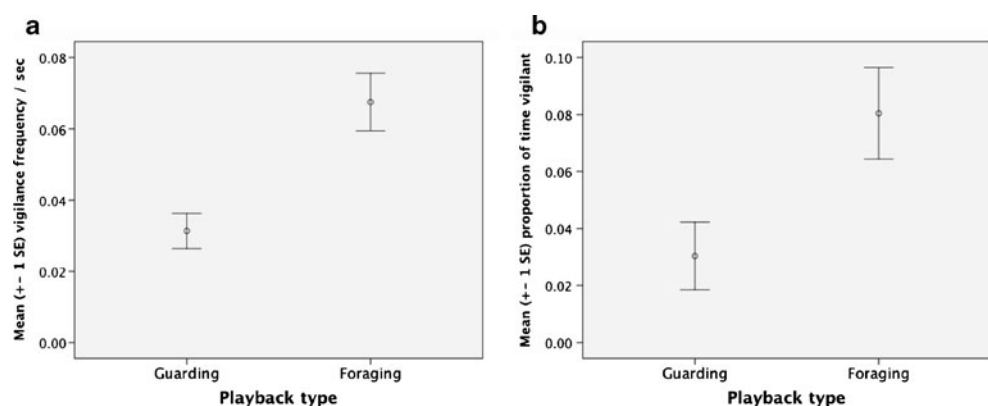 a
Mean (+- 1 SE) vigilance frequency / sec
0.08
0.06
0.04
0.02
0.00
Guarding Foraging
Playback type
b
Mean (+- 1 SE) proportion of time vigilant
0.10
0.08
0.06
0.04
0.02
0.00
Guarding Foraging
Playback type